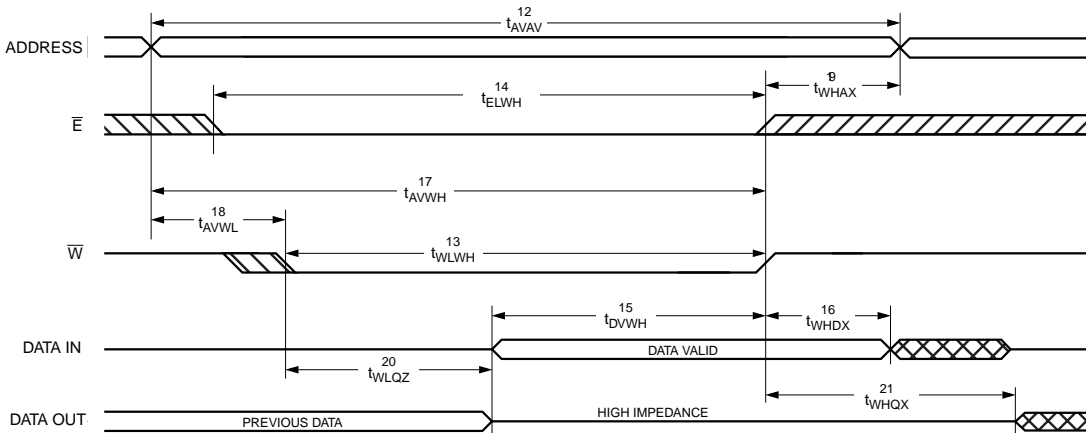 12
tAVAV
ADDRESS
14
tELWH
19
tWHAX
E
17
tAVWH
18
tAVWL
W
13
tWLWH
15
tDVWH
16
tWHDX
DATA IN
DATA VALID
20
tWLQZ
21
tWHQX
DATA OUT
PREVIOUS DATA
HIGH IMPEDANCE